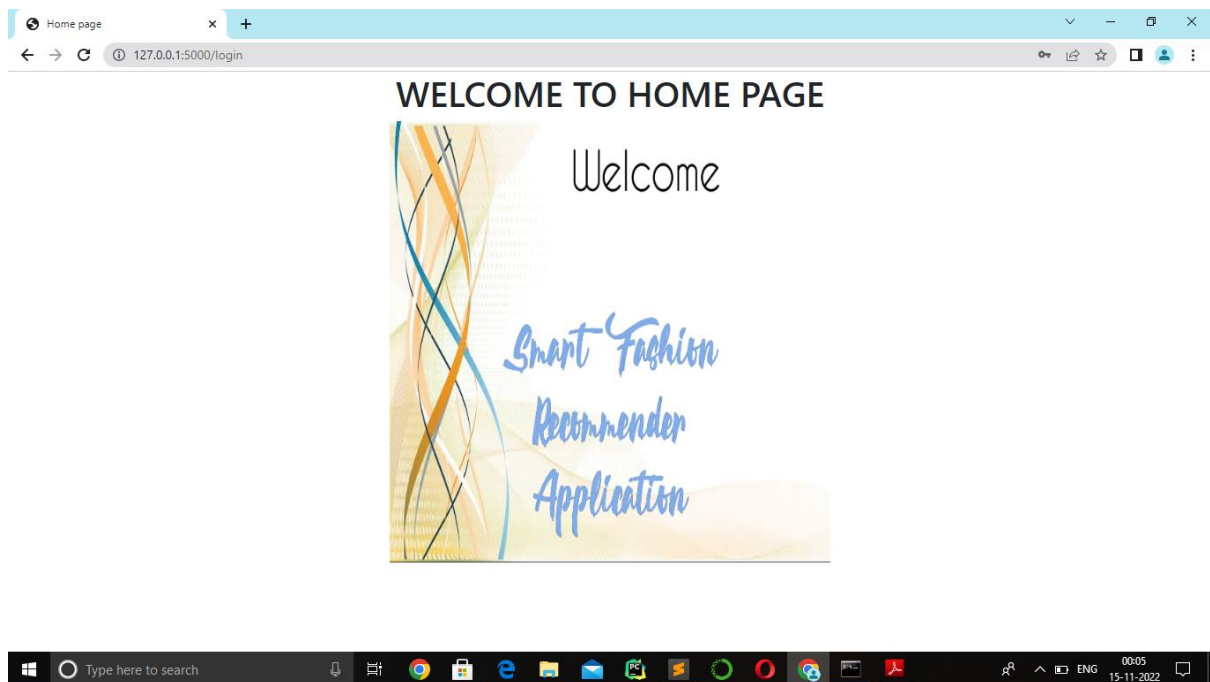 Home page
127.0.0.1:5000/login
WELCOME TO HOME PAGE
Welcome
Smart Fashion
Recommender
Application
Type here to search
ENG
00:05
15-11-2022